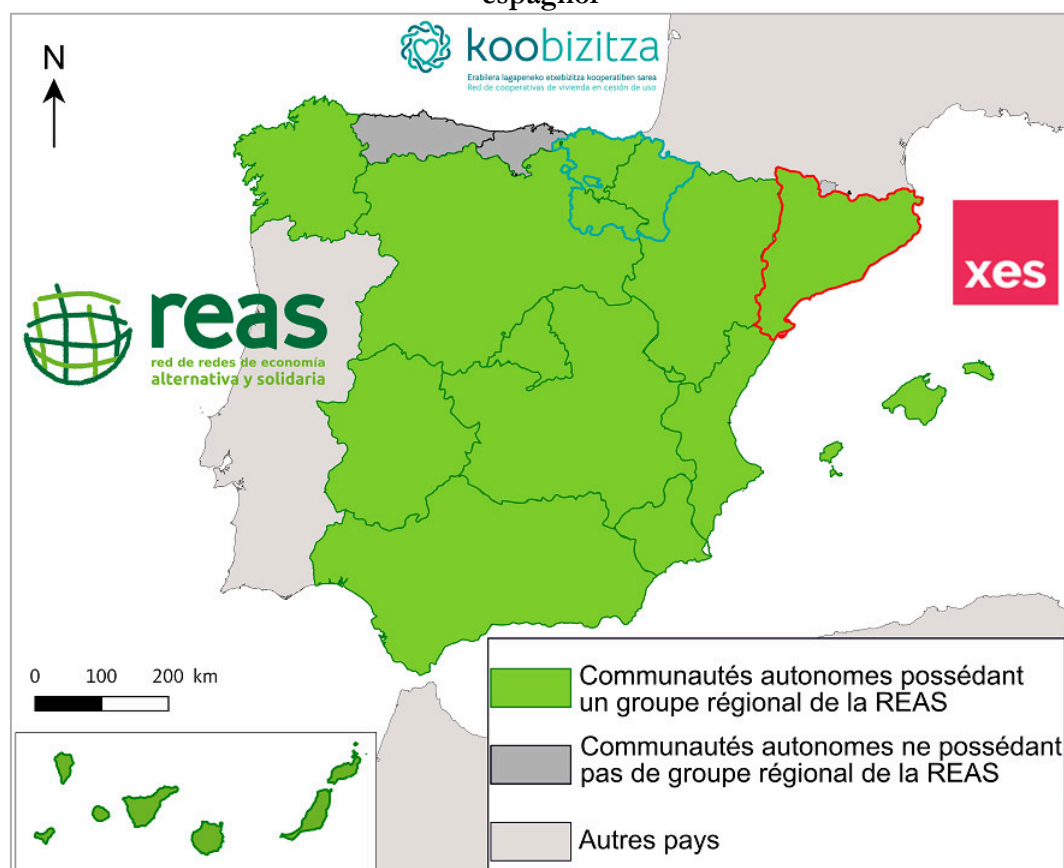 espagnol
koobizitza
Erabilera lagapeneko etxebizitza kooperatiben sarea
Red de cooperativas de vivienda en cesión de uso
N
xes
reas
red de redes de economía
alternativa y solidaria
0 100 200 km
Communautés autonomes possédant
un groupe régional de la REAS
Communautés autonomes ne possédant
pas de groupe régional de la REAS
Autres pays